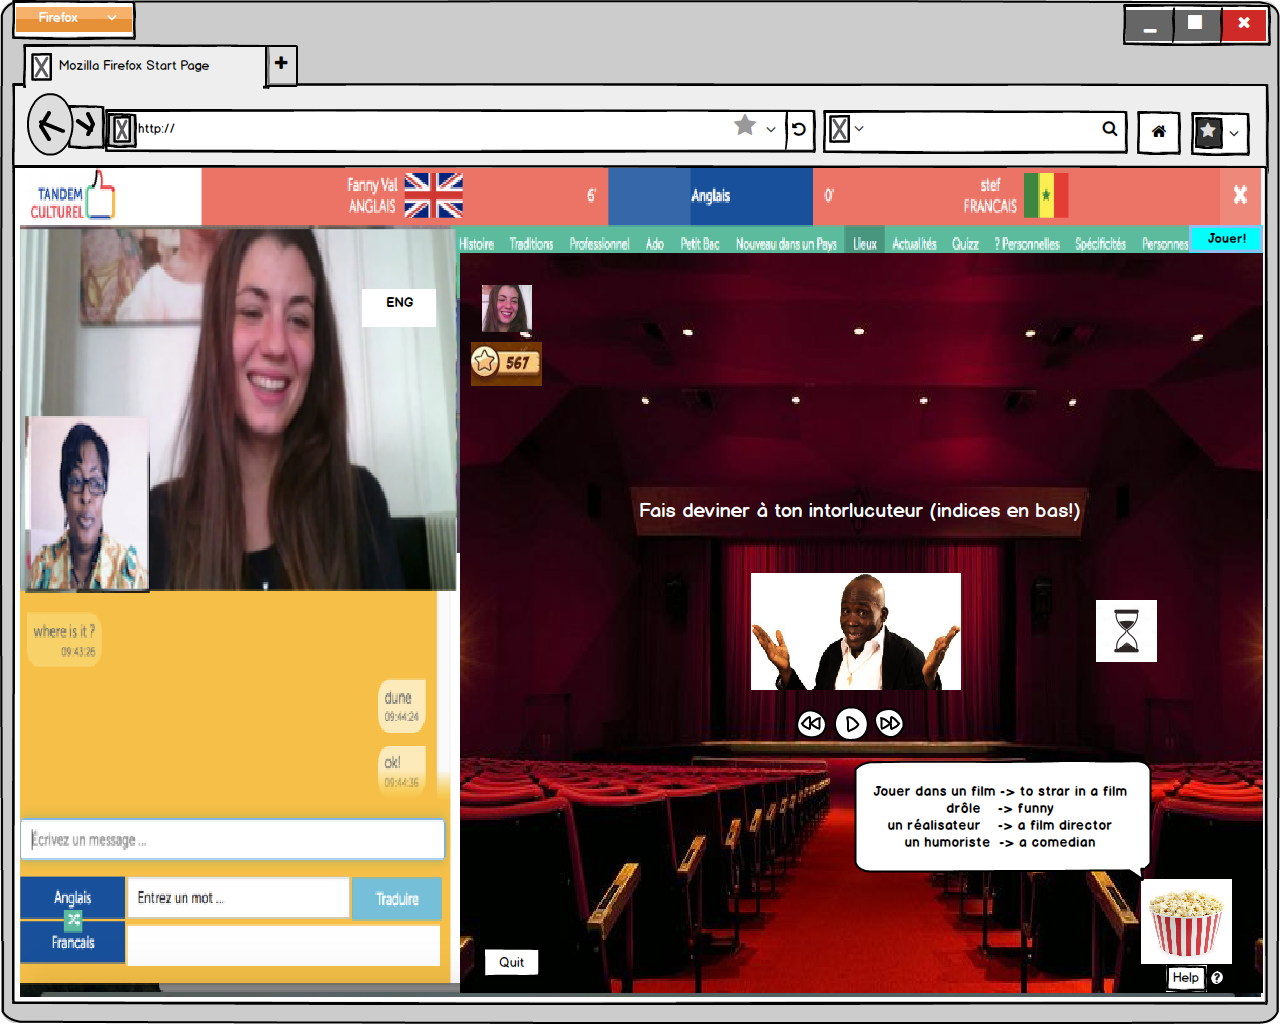 Firefox
Mozilla Firefox Start Page
http://
TANDEM
CULTUREL
Fanny Val
ANGLAIS
6'
Anglais
0'
stef
FRANCAIS
Histoire Traditions Professionnel Ado Petit Bac Nouveau dans un Pays Lieux Actualités Quizz ? Personnelles Spécificités Personnes Jouer!
ENG
567
Fais deviner à ton intorlucuteur (indices en bas!)
where is it ?
09:43:26
dune
09:44:24
ok!
09:44:36
Écrivez un message ...
Anglais
Entrez un mot ...
Traduire
Francais
Jouer dans un film -> to strar in a film
drôle -> funny
un réalisateur -> a film director
un humoriste -> a comedian
Quit
Help ?